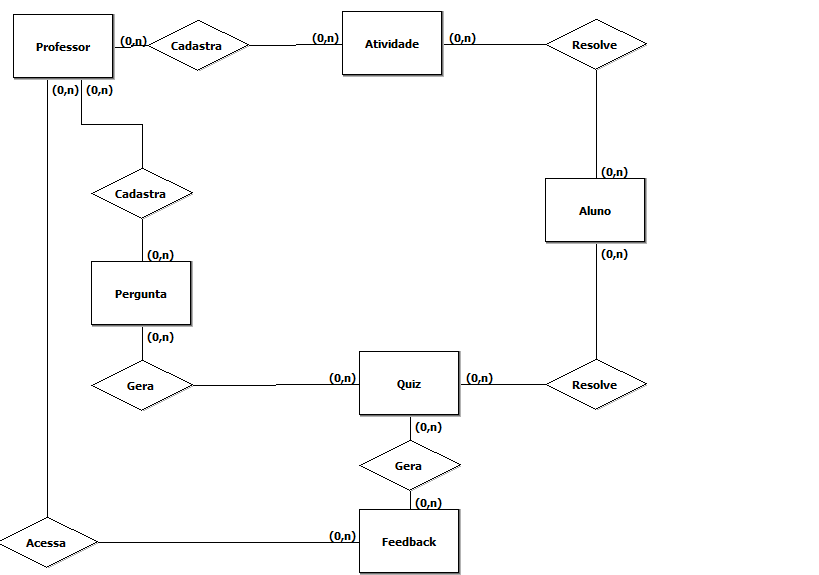 Professor
(0,n)
Cadastra
(0,n)
Atividade
(0,n)
Resolve
(0,n)
(0,n)
Cadastra
(0,n)
Aluno
(0,n)
(0,n)
Pergunta
(0,n)
Gera
(0,n)
Quiz
(0,n)
Resolve
(0,n)
Gera
(0,n)
Acessa
(0,n)
Feedback